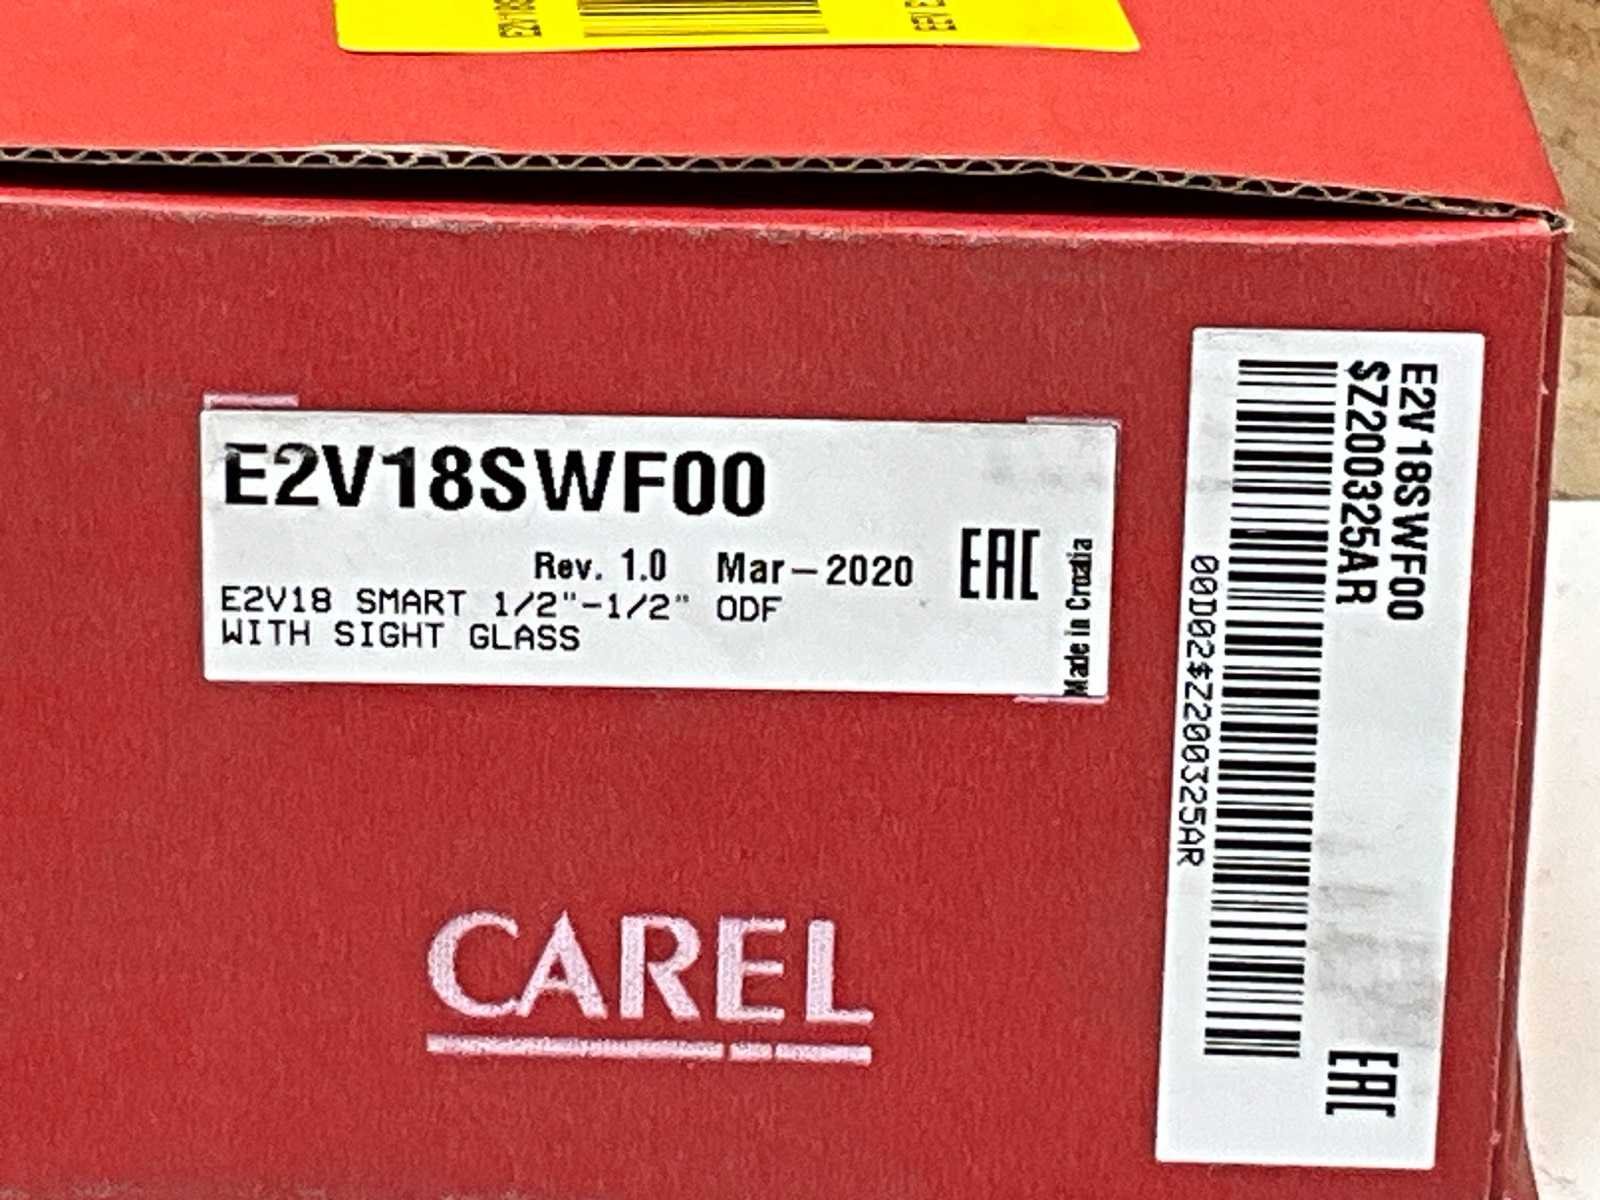 E2V18SWF00
Rev. 1.0 Mar-2020
EAC
E2V18 SMART 1/2"-1/2" ODF
WITH SIGHT GLASS
Made in Croatia
CAREL
E2V18SWF00
$Z200325AR
00D02$Z200325AR
EAC